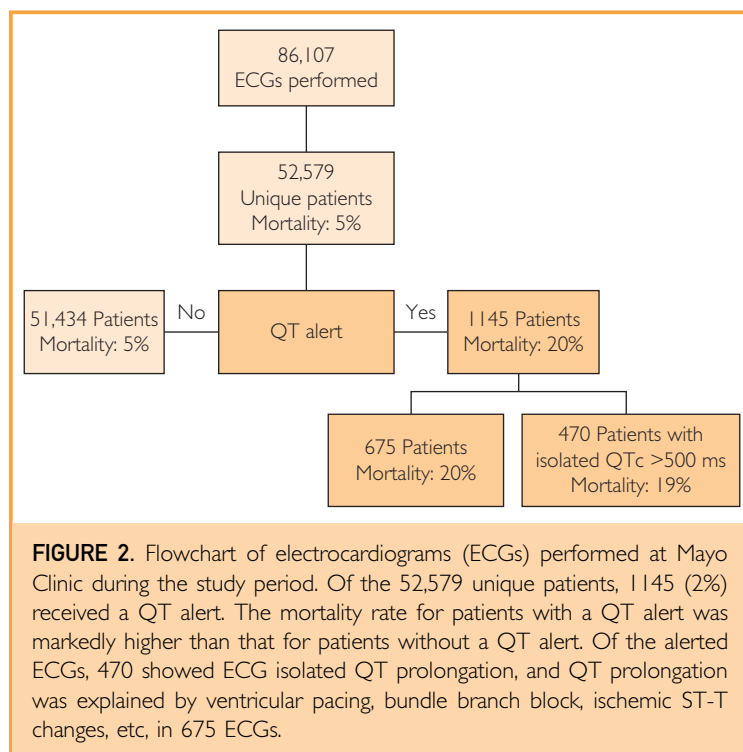 86,107
ECGs performed
52,579
Unique patients
Mortality: 5%
51,434 Patients
Mortality: 5%
No
QT alert
Yes
1145 Patients
Mortality: 20%
675 Patients
Mortality: 20%
470 Patients with
isolated QTc >500 ms
Mortality: 19%
FIGURE 2. Flowchart of electrocardiograms (ECGs) performed at Mayo
Clinic during the study period. Of the 52,579 unique patients, 1145 (2%)
received a QT alert. The mortality rate for patients with a QT alert was
markedly higher than that for patients without a QT alert. Of the alerted
ECGs, 470 showed ECG isolated QT prolongation, and QT prolongation
was explained by ventricular pacing, bundle branch block, ischemic ST-T
changes, etc, in 675 ECGs.